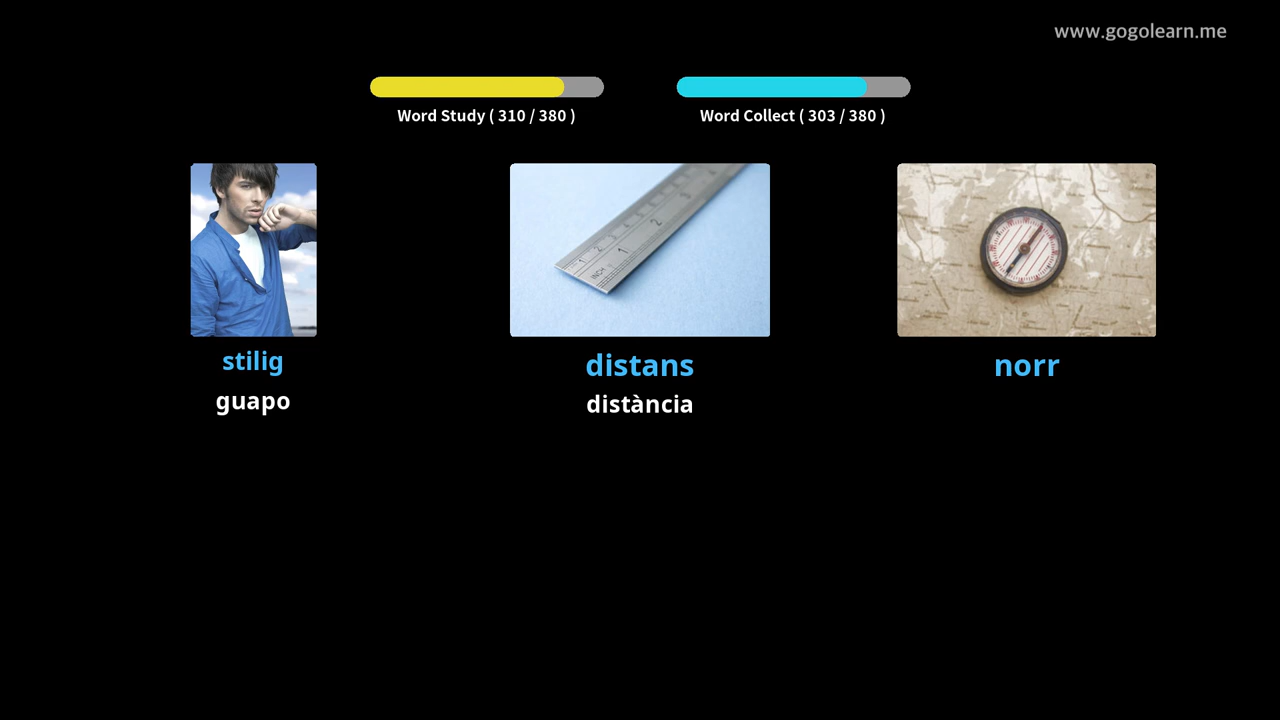 www.gogolearn.me
Word Study ( 310 / 380 )
Word Collect ( 303 / 380 )
stilig
guapo
distans
distància
norr